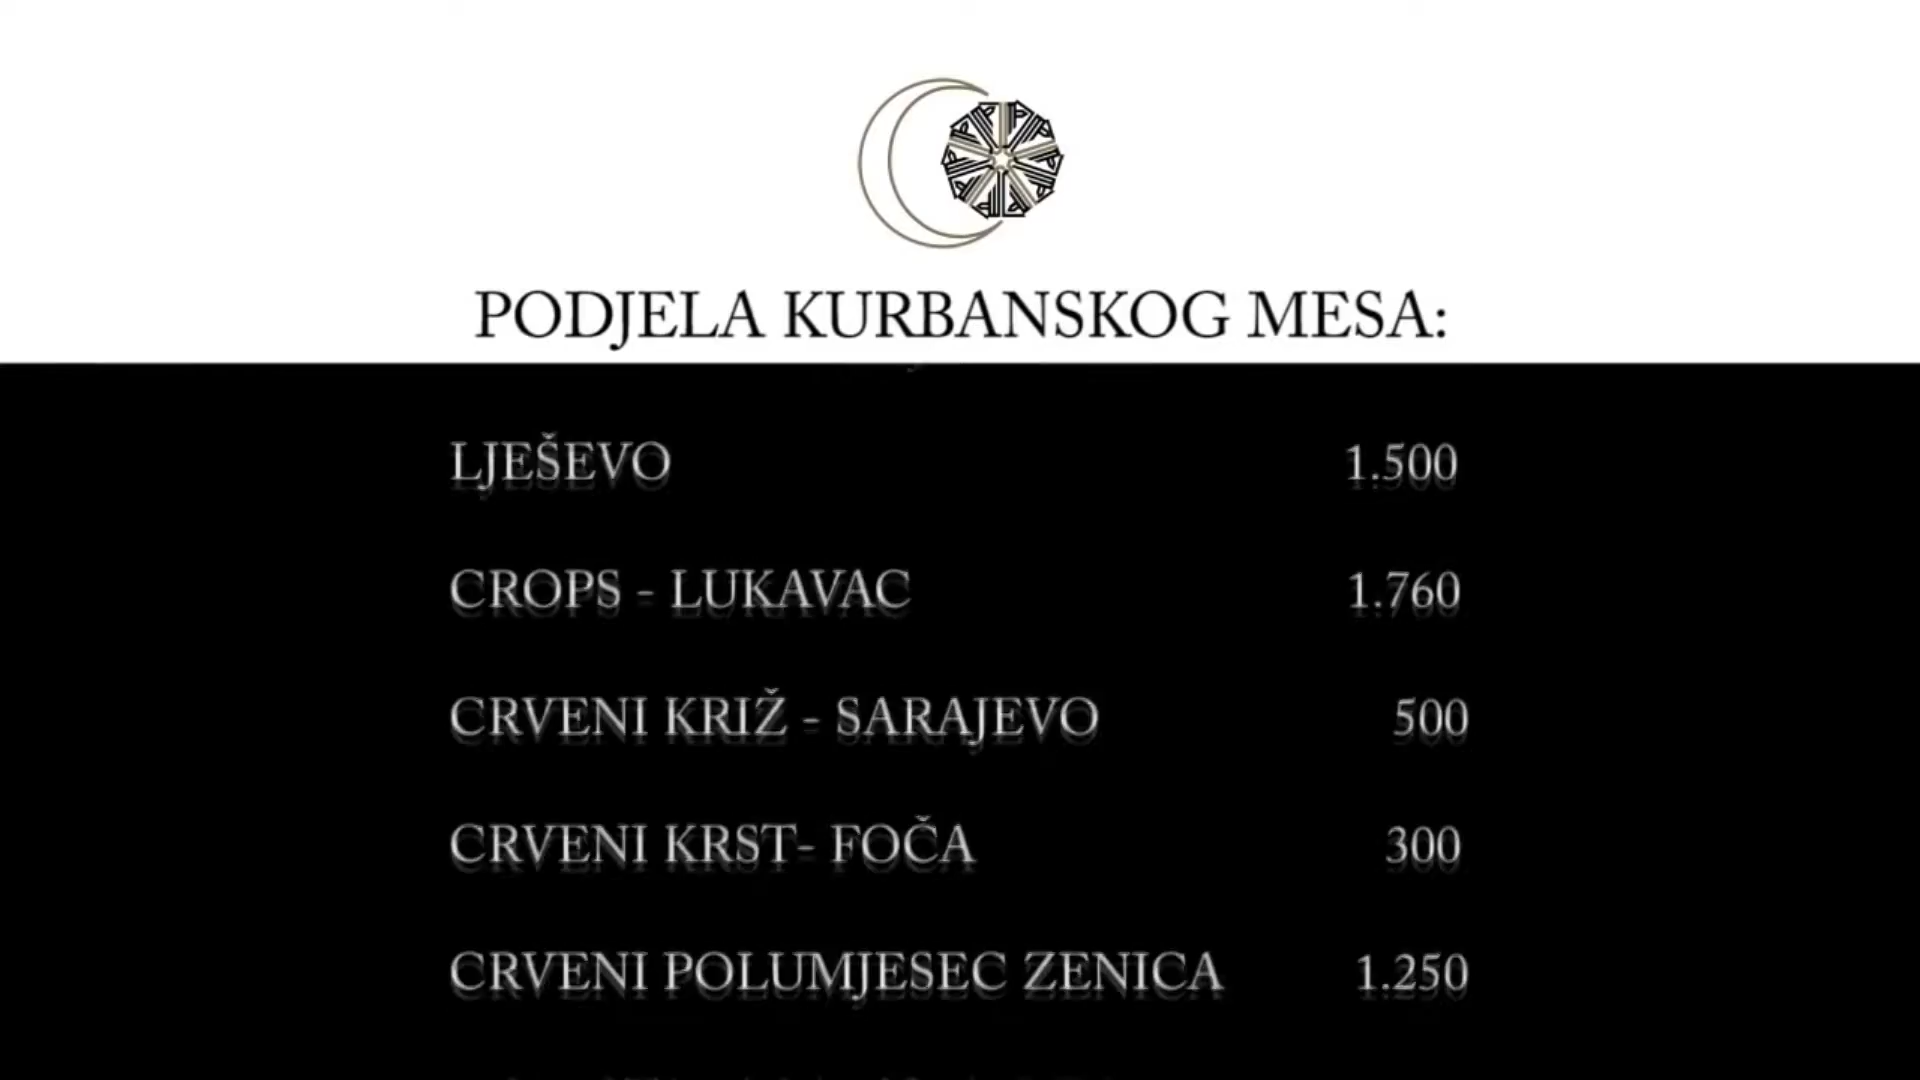 PODJELA KURBANSKOG MESA:
LJEŠEVO 1.500
CROPS - LUKAVAC 1.760
CRVENI KRIŽ - SARAJEVO 500
CRVENI KRST- FOČA 300
CRVENI POLUMJESEC ZENICA 1.250